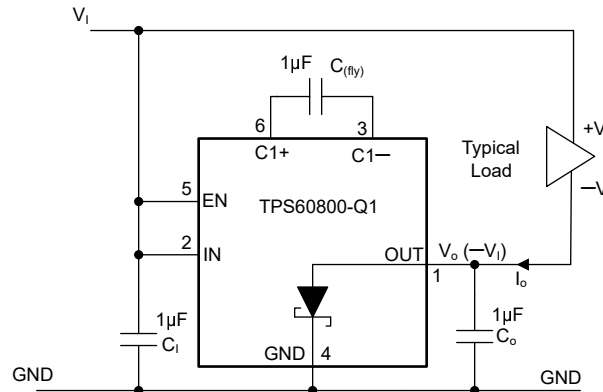 V_I
1µF C_(fly)
6 3
C1+ C1−
Typical
Load
+V
−V
5 EN
TPS60800-Q1
2 IN
OUT
V_o (−V_I)
1
I_o
1µF
C_I
1µF
C_o
GND 4
GND
GND